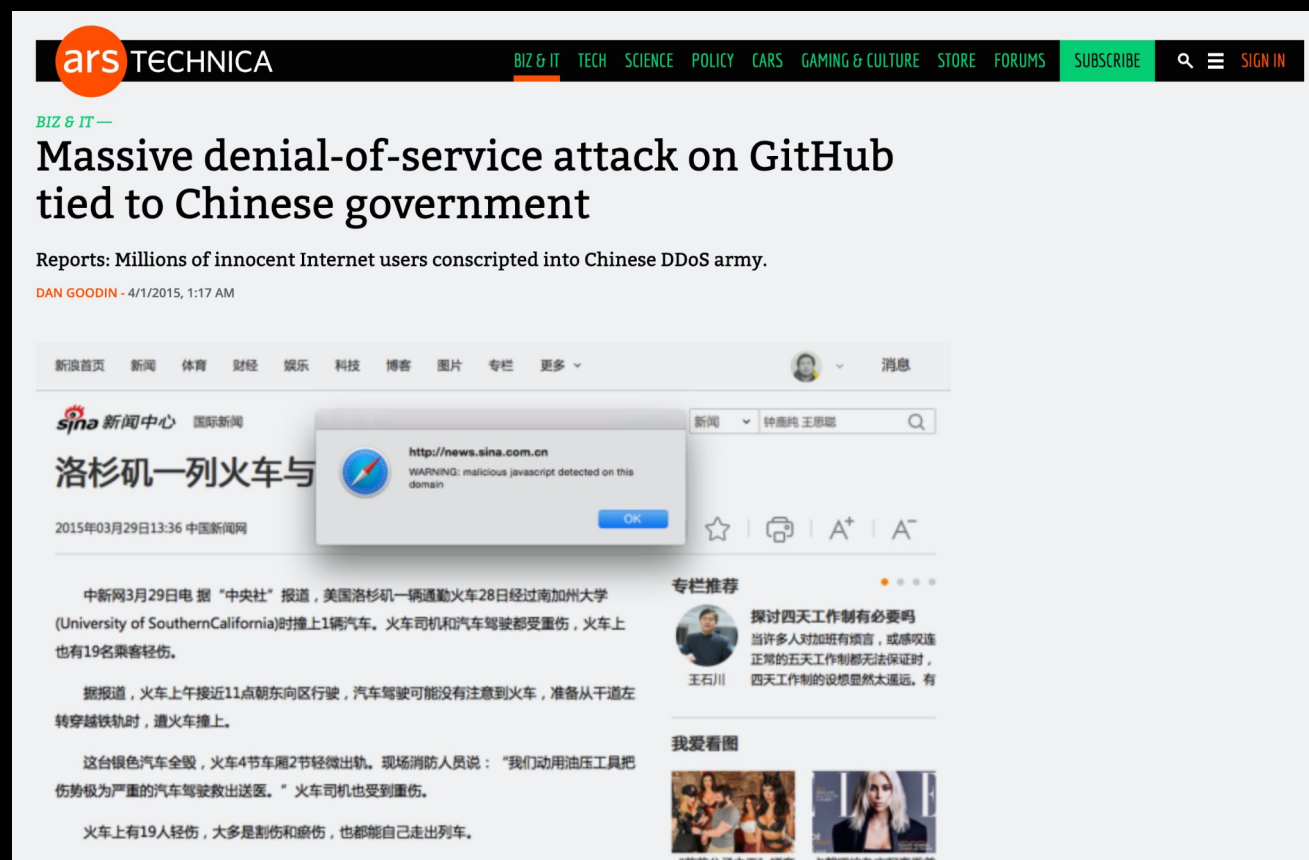 ars TECHNICA
BIZ & IT TECH SCIENCE POLICY CARS GAMING & CULTURE STORE FORUMS SUBSCRIBE SIGN IN
BIZ & IT —
Massive denial-of-service attack on GitHub
tied to Chinese government
Reports: Millions of innocent Internet users conscripted into Chinese DDoS army.
DAN GOODIN - 4/1/2015, 1:17 AM
新浪首页 新闻 体育 财经 娱乐 科技 博客 图片 专栏 更多 消息
sina 新闻中心 国际新闻
新闻 钟鹿纯 王思聪
洛杉矶一列火车与
http://news.sina.com.cn
WARNING: malicious javascript detected on this
domain
OK
2015年03月29日13:36 中国新闻网
A+ A-
中新网3月29日电 据“中央社”报道，美国洛杉矶一辆通勤火车28日经过南加州大学
(University of SouthernCalifornia)时撞上1辆汽车。火车司机和汽车驾驶都受重伤，火车上
也有19名乘客轻伤。
据报道，火车上午接近11点朝东向区行驶，汽车驾驶可能没有注意到火车，准备从干道左
转穿越铁轨时，遭火车撞上。
这台银色汽车全毁，火车4节车厢2节轻微出轨。现场消防人员说：“我们动用油压工具把
伤势极为严重的汽车驾驶救出送医。”火车司机也受到重伤。
火车上有19人轻伤，大多是割伤和瘀伤，也都能自己走出列车。
专栏推荐
探讨四天工作制有必要吗
当许多人对加班有烦言，或感叹连
正常的五天工作制都无法保证时，
四天工作制的设想显然太遥远。有
王石川
我爱看图